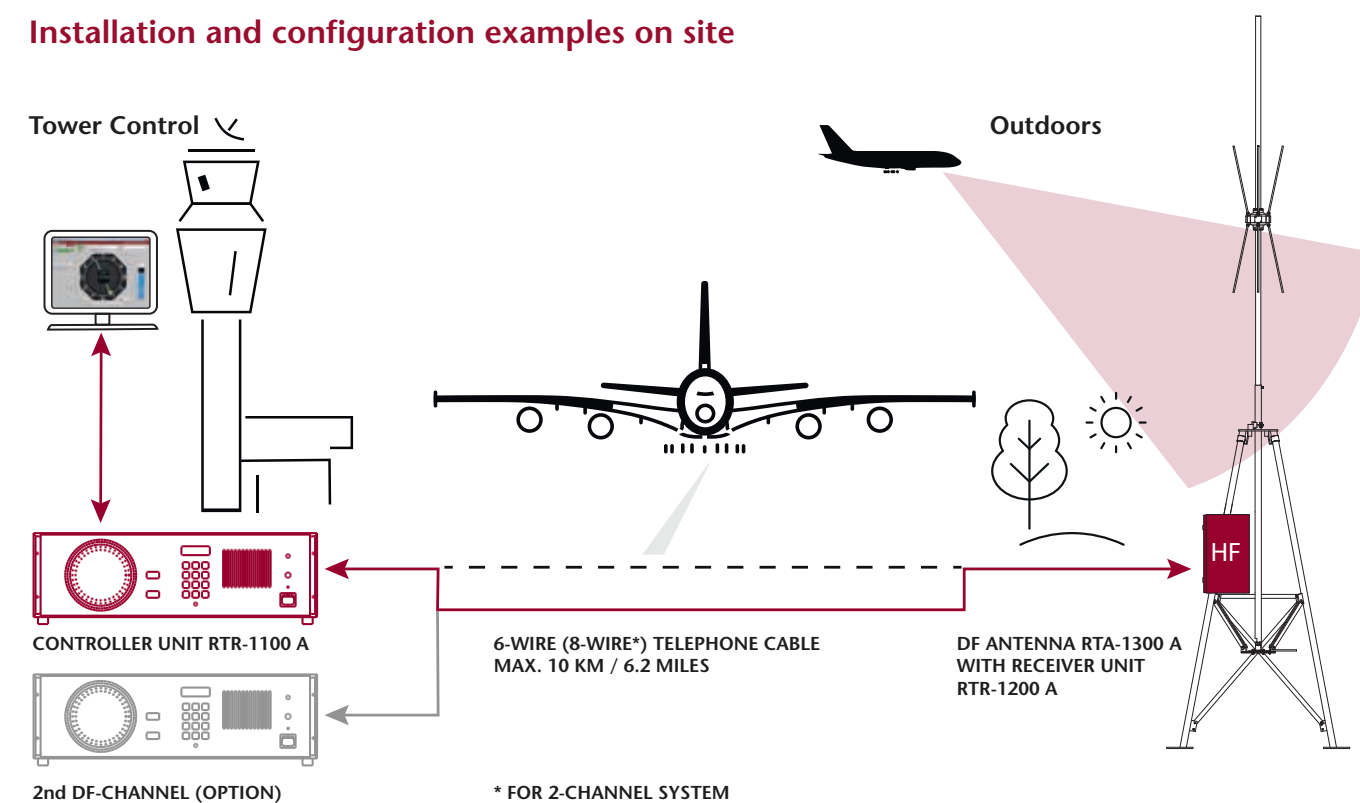 Installation and configuration examples on site
Tower Control
Outdoors
HF
CONTROLLER UNIT RTR-1100 A
6-WIRE (8-WIRE*) TELEPHONE CABLE
MAX. 10 KM / 6.2 MILES
DF ANTENNA RTA-1300 A
WITH RECEIVER UNIT
RTR-1200 A
2nd DF-CHANNEL (OPTION)
* FOR 2-CHANNEL SYSTEM